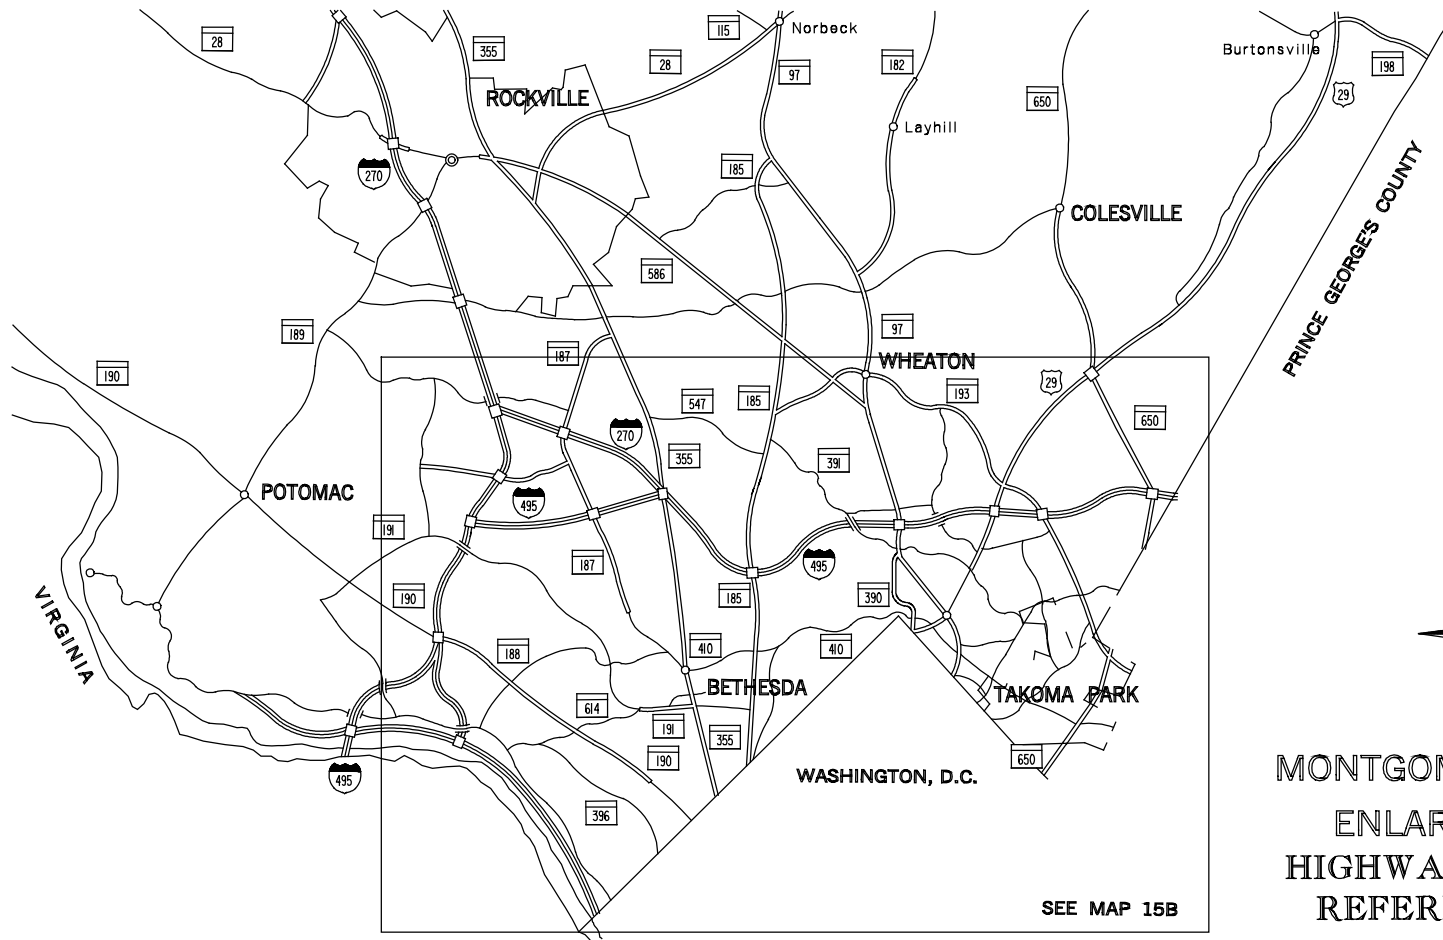 28
355
115
Norbeck
28
97
182
650
Burtonsville
198
29
ROCKVILLE
Layhill
270
185
COLESVILLE
PRINCE GEORGE'S COUNTY
586
189
97
187
WHEATON
190
29
547
185
193
650
270
391
355
POTOMAC
495
191
187
495
VIRGINIA
190
185
390
188
410
410
BETHESDA
TAKOMA PARK
614
191
355
190
650
495
WASHINGTON, D.C.
396
MONTGOM
ENLAR
HIGHWA
REFER
SEE MAP 15B